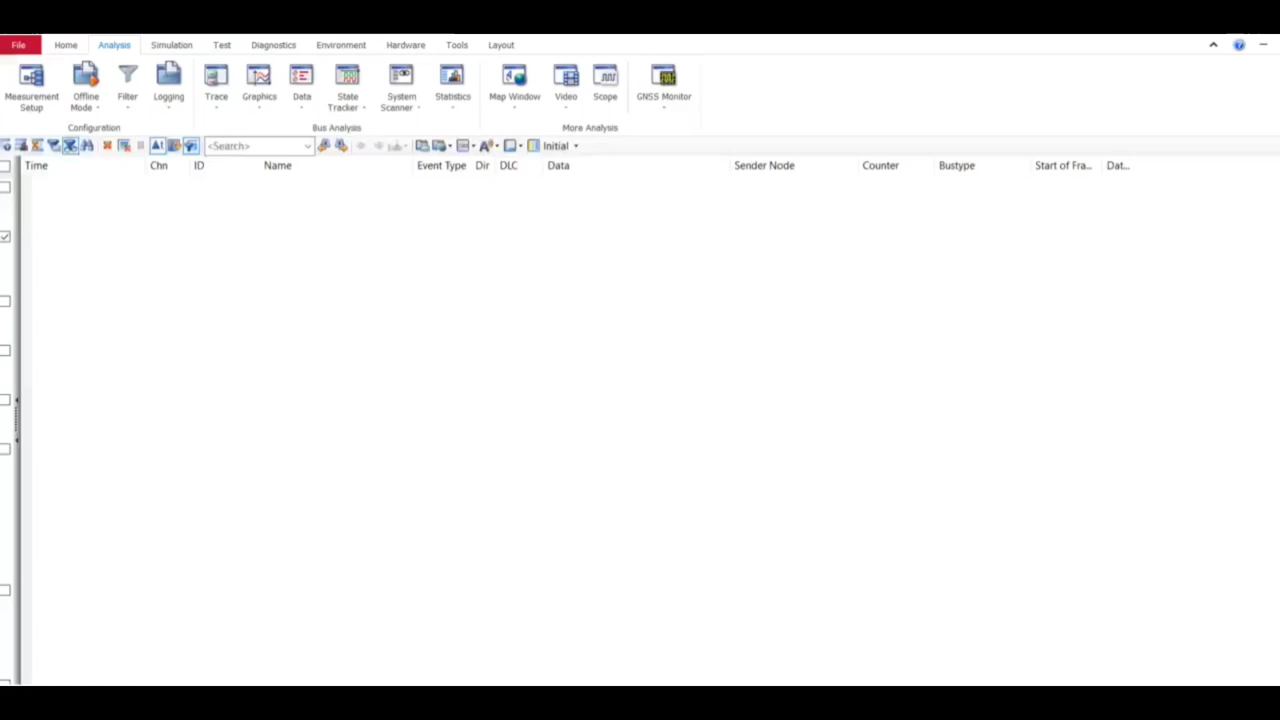 File Home Analysis Simulation Test Diagnostics Environment Hardware Tools Layout
Measurement Setup Offline Mode Filter Logging Trace Graphics Data State Tracker System Scanner Statistics Map Window Video Scope GNSS Monitor
Configuration Bus Analysis More Analysis
<Search> Initial
Time Chn ID Name Event Type Dir DLC Data Sender Node Counter Bustype Start of Fra... Dat...